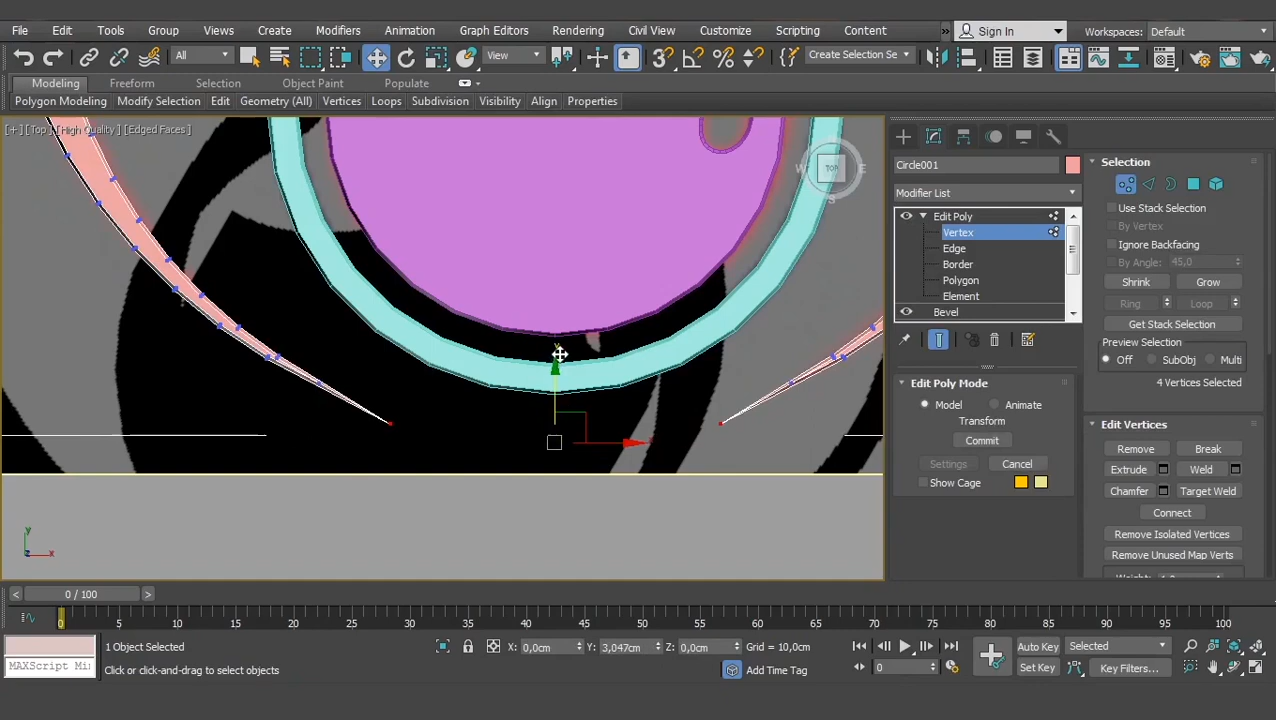 File Edit Tools Group Views Create Modifiers Animation Graph Editors Rendering Civil View Customize Scripting Content » Sign In Workspaces: Default
All View Create Selection Se
Modeling Freeform Selection Object Paint Populate
Polygon Modeling Modify Selection Edit Geometry (All) Vertices Loops Subdivision Visibility Align Properties
[+] [Top] [High Quality] [Edged Faces]
TOP
W E
S
Circle001
Modifier List
Edit Poly
Vertex
Edge
Border
Polygon
Element
Bevel
Edit Poly Mode
Model Animate
Transform
Commit
Settings Cancel
Show Cage
Selection
Use Stack Selection
By Vertex
Ignore Backfacing
By Angle: 45,0
Shrink Grow
Ring Loop
Get Stack Selection
Preview Selection
Off SubObj Multi
4 Vertices Selected
Edit Vertices
Remove Break
Extrude Weld
Chamfer Target Weld
Connect
Remove Isolated Vertices
Remove Unused Map Verts
y
x
z
< 0 / 100 >
0 5 10 15 20 25 30 35 40 45 50 55 60 65 70 75 80 85 90 95 100
1 Object Selected X: 0,0cm Y: 3,047cm Z: 0,0cm Grid = 10,0cm Auto Key Selected
MAXScript Mi Click or click-and-drag to select objects Add Time Tag 0 Set Key Key Filters...